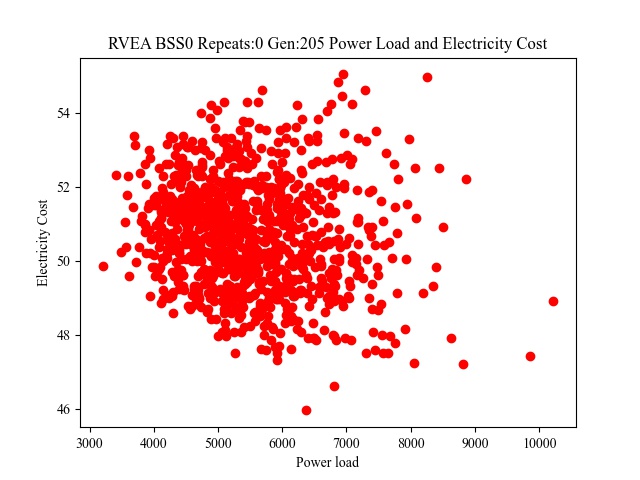 RVEA BSS0 Repeats:0 Gen:205 Power Load and Electricity Cost
54
52
50
48
46
Electricity Cost
3000 4000 5000 6000 7000 8000 9000 10000
Power load